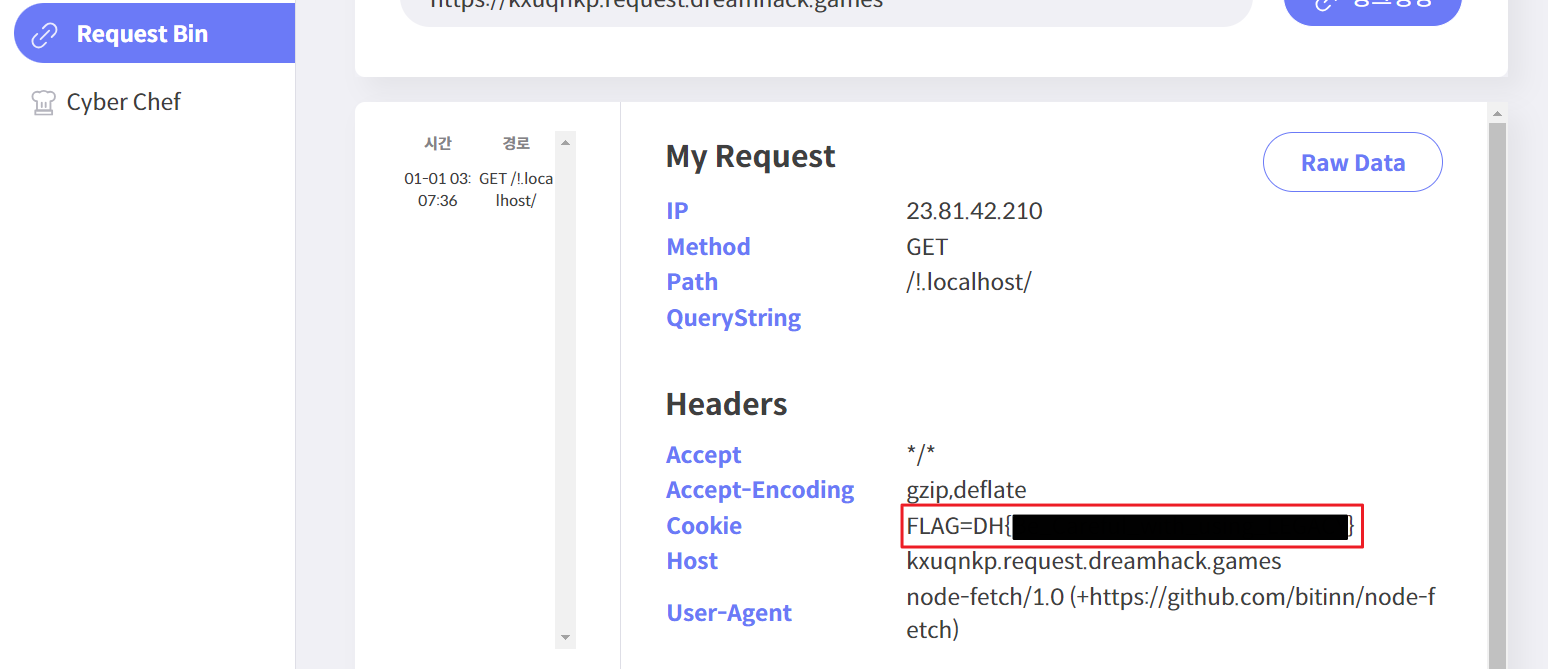 https://kxuqnkp.request.dreamhack.games
Request Bin
Cyber Chef
시간 경로
01-01 03: GET /!.loca
07:36 lhost/
My Request
Raw Data
IP 23.81.42.210
Method GET
Path /!.localhost/
QueryString
Headers
Accept */*
Accept-Encoding gzip,deflate
Cookie FLAG=DH{ }
Host kxuqnkp.request.dreamhack.games
User-Agent node-fetch/1.0 (+https://github.com/bitinn/node-f
etch)